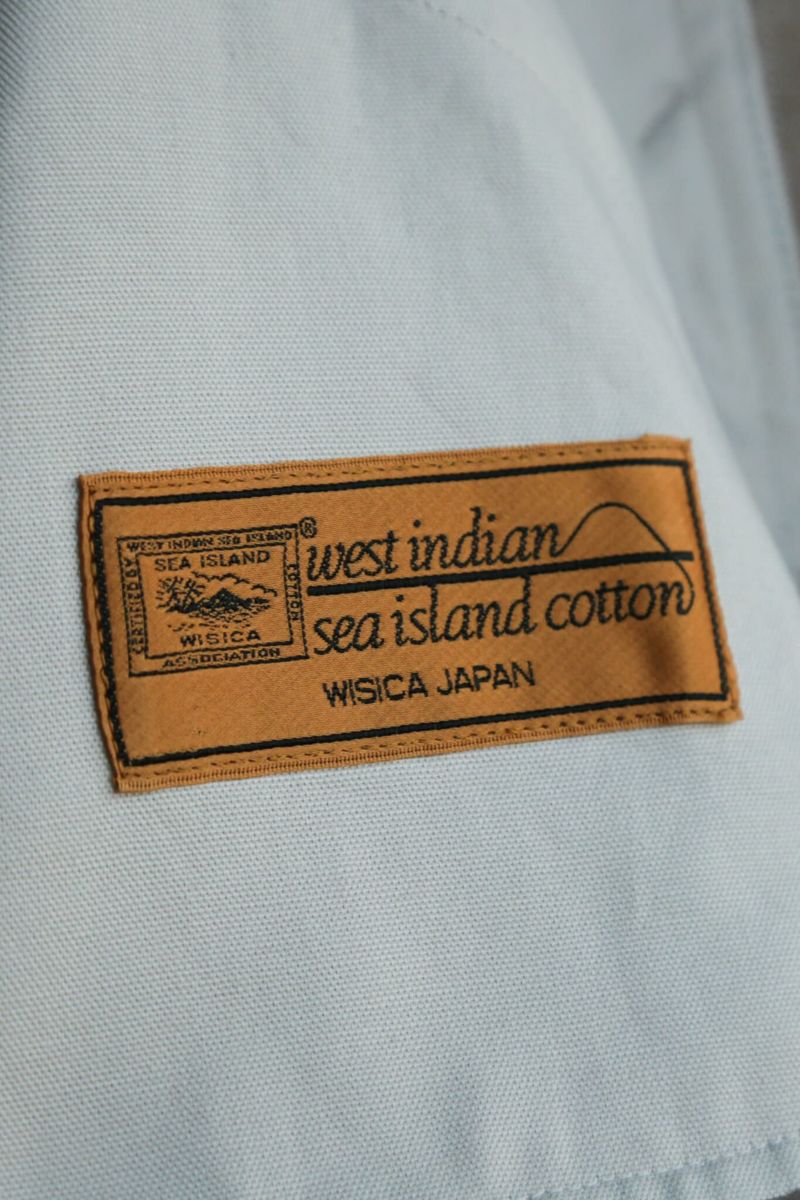 WEST INDIAN SEA ISLAND
COTTON
ASSOCIATION
CERTIFIED BY
SEA ISLAND
WISICA
®
west indian
sea island cotton
WISICA JAPAN